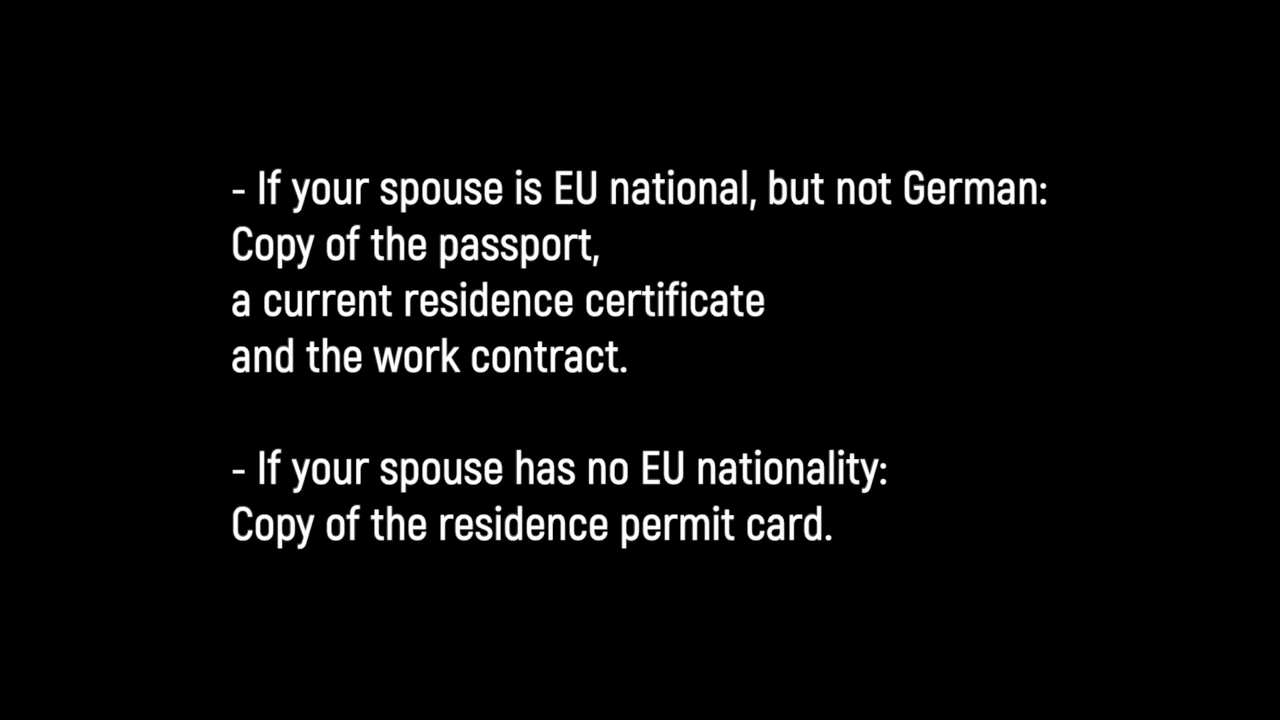 - If your spouse is EU national, but not German:
Copy of the passport,
a current residence certificate
and the work contract.
- If your spouse has no EU nationality:
Copy of the residence permit card.